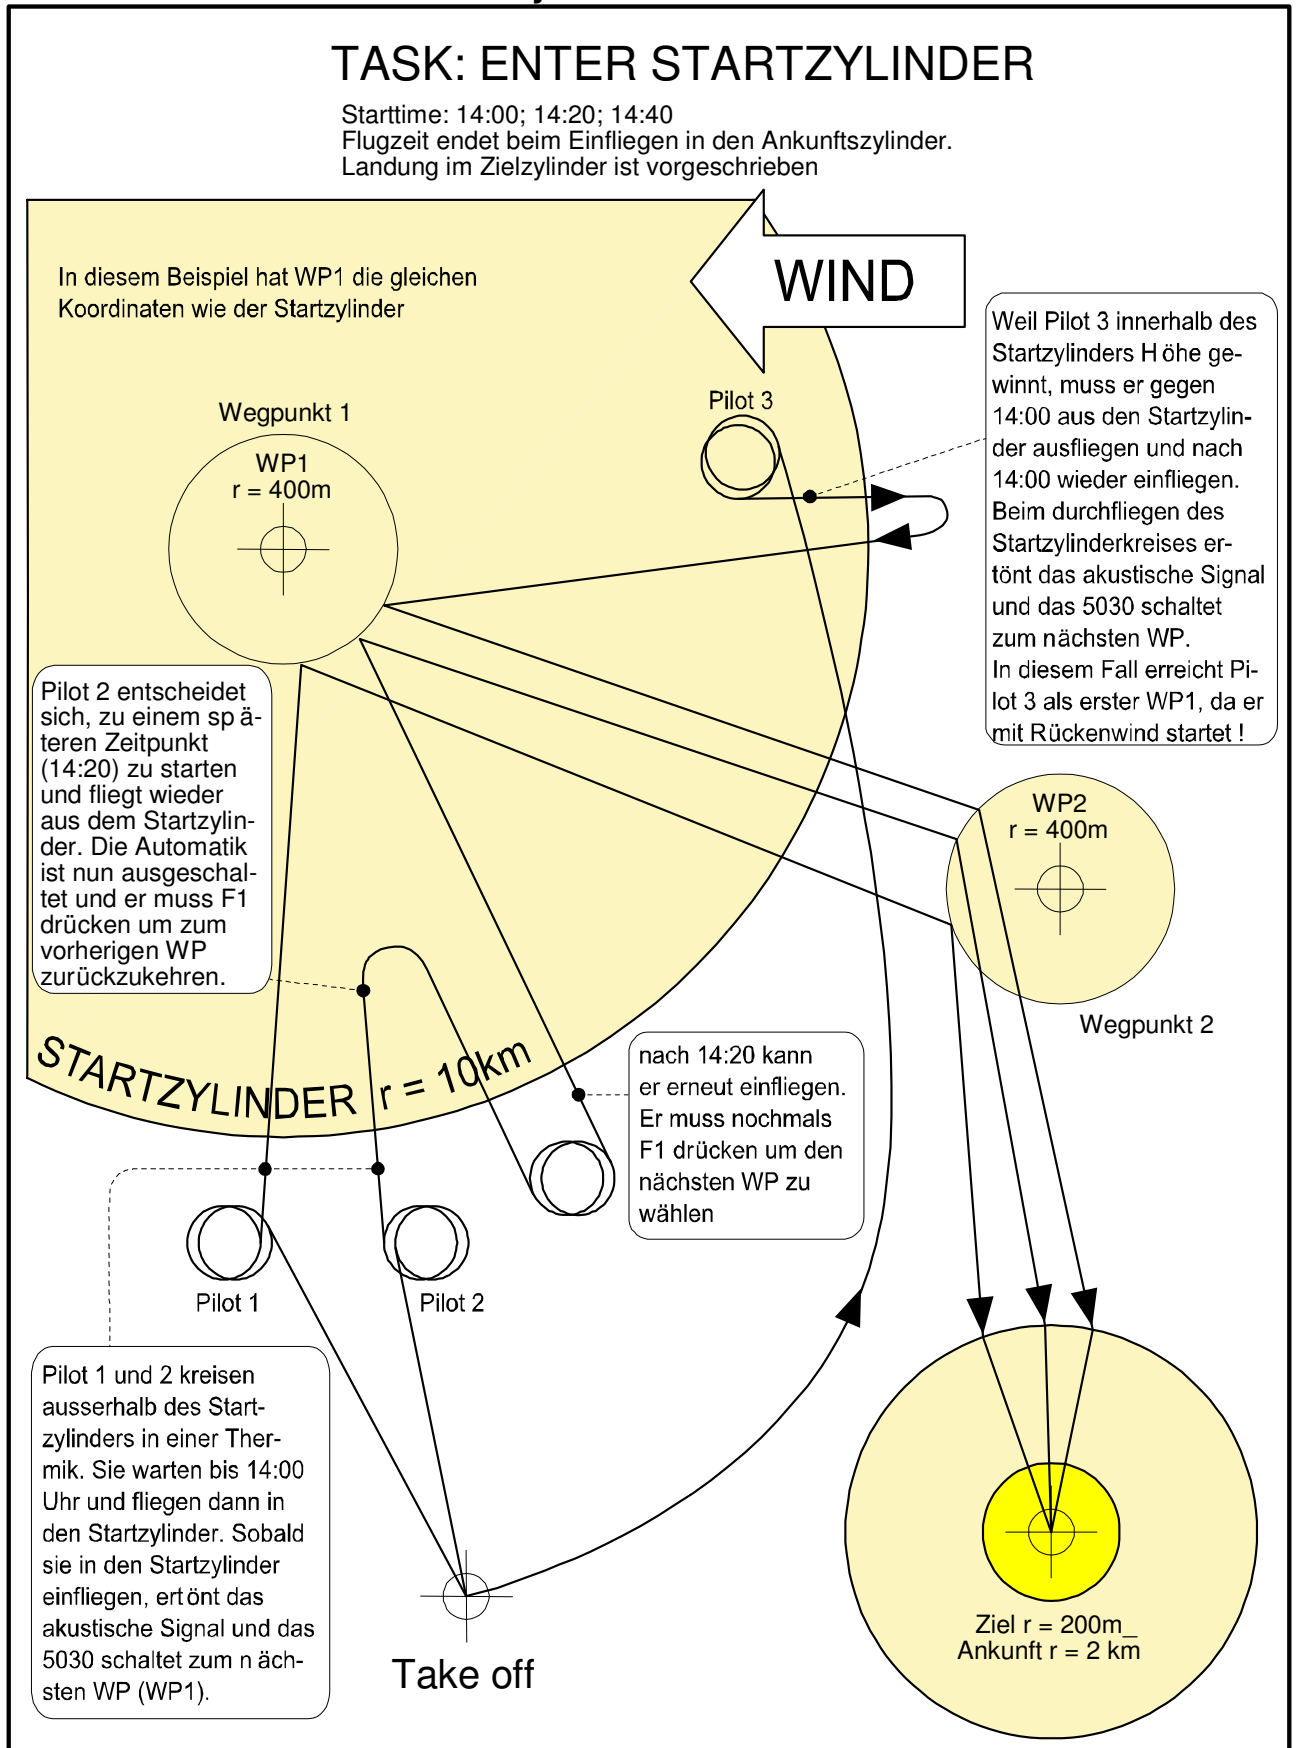 TASK: ENTER STARTZYLINDER
Starttime: 14:00; 14:20; 14:40
Flugzeit endet beim Einfliegen in den Ankunftszylinder.
Landung im Zielzylinder ist vorgeschrieben
In diesem Beispiel hat WP1 die gleichen
Koordinaten wie der Startzylinder
WIND
Weil Pilot 3 innerhalb des
Startzylinders H öhe ge-
winnt, muss er gegen
14:00 aus den Startzylin-
der ausfliegen und nach
14:00 wieder einfliegen.
Beim durchfliegen des
Startzylinderkreises er-
tönt das akustische Signal
und das 5030 schaltet
zum nächsten WP.
In diesem Fall erreicht Pi-
lot 3 als erster WP1, da er
mit Rückenwind startet !
Pilot 3
Wegpunkt 1
WP1
r = 400m
Pilot 2 entscheidet
sich, zu einem sp ä-
teren Zeitpunkt
(14:20) zu starten
und fliegt wieder
aus dem Startzylin-
der. Die Automatik
ist nun ausgeschal-
tet und er muss F1
drücken um zum
vorherigen WP
zurückzukehren.
WP2
r = 400m
Wegpunkt 2
STARTZYLINDER r = 10km
nach 14:20 kann
er erneut einfliegen.
Er muss nochmals
F1 drücken um den
nächsten WP zu
wählen
Pilot 1
Pilot 2
Pilot 1 und 2 kreisen
ausserhalb des Start-
zylinders in einer Ther-
mik. Sie warten bis 14:00
Uhr und fliegen dann in
den Startzylinder. Sobald
sie in den Startzylinder
einfliegen, ert önt das
akustische Signal und das
5030 schaltet zum n äch-
sten WP (WP1).
Take off
Ziel r = 200m_
Ankunft r = 2 km